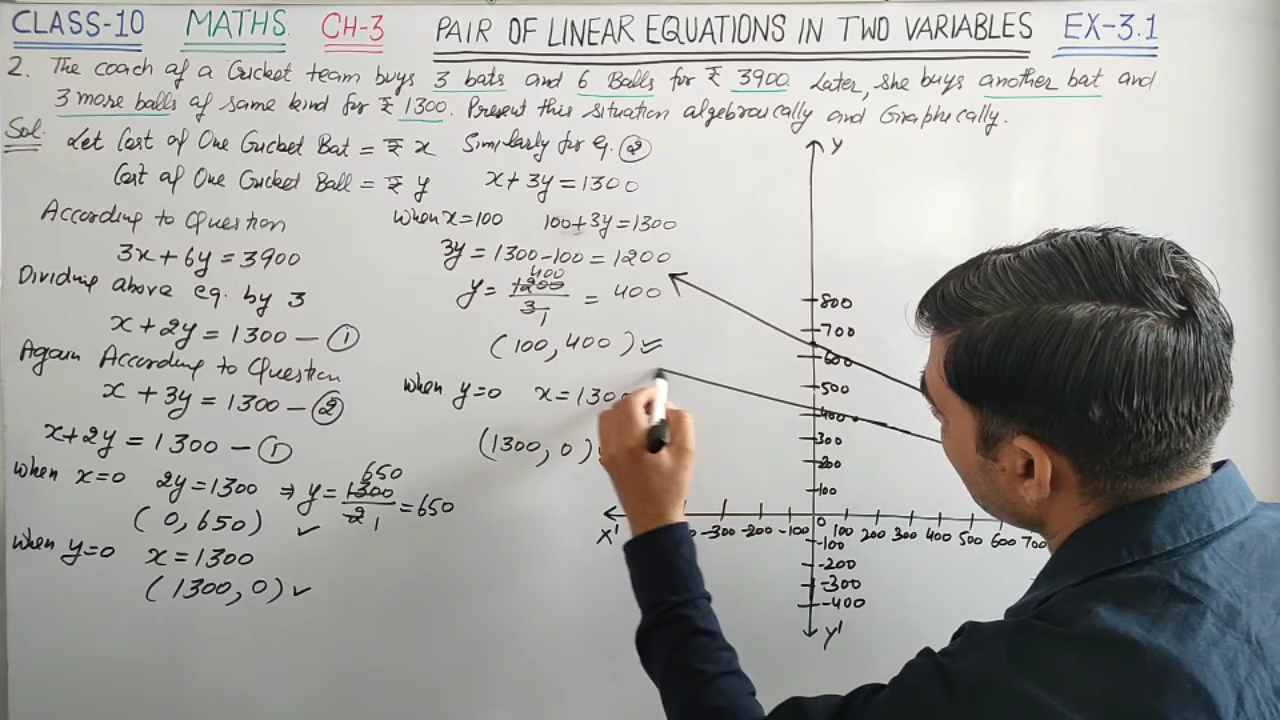 CLASS-10 MATHS CH-3 PAIR OF LINEAR EQUATIONS IN TWO VARIABLES EX-3.1
2. The coach of a Cricket team buys 3 bats and 6 Balls for ₹ 3900. Later, she buys another bat and
3 more balls of same kind for ₹ 1300. Present this situation algebraically and Graphically.
Sol. Let Cost of One Cricket Bat = ₹ x
Cost of One Cricket Ball = ₹ y
According to Question
3x + 6y = 3900
Dividing above eq. by 3
x + 2y = 1300 - ①
Again According to Question
x + 3y = 1300 - ②
x + 2y = 1300 - ①
when x=0 2y = 1300 ⇒ y = 1300/2 = 650
650
1
(0, 650) ✓
when y=0 x = 1300
(1300, 0) ✓
Similarly for eq. ②
x + 3y = 1300
when x=100 100+3y = 1300
3y = 1300-100 = 1200
400
y = 1200/3 = 400
1
(100, 400) ✓
when y=0 x = 130
(1300, 0)
Y
800
700
600
500
400
300
200
100
X' -300 -200 -100 0 100 200 300 400 500 600 700
-100
-200
-300
-400
Y'